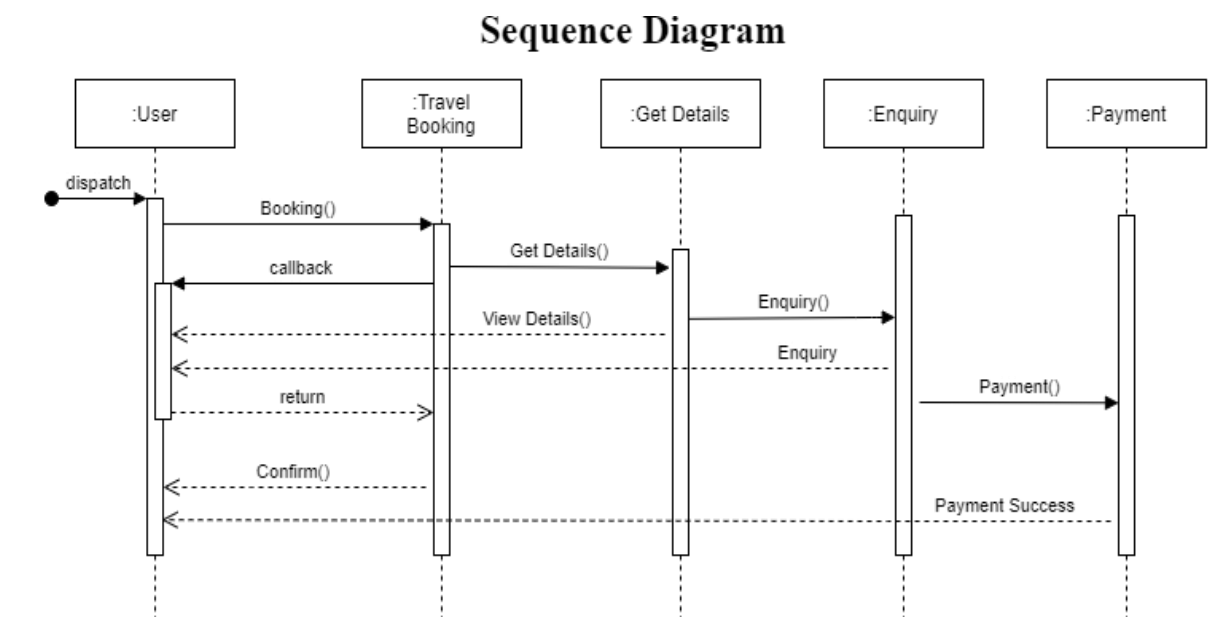 Sequence Diagram
:User
:Travel
Booking
:Get Details
:Enquiry
:Payment
dispatch
Booking()
Get Details()
callback
Enquiry()
View Details()
Enquiry
Payment()
return
Confirm()
Payment Success